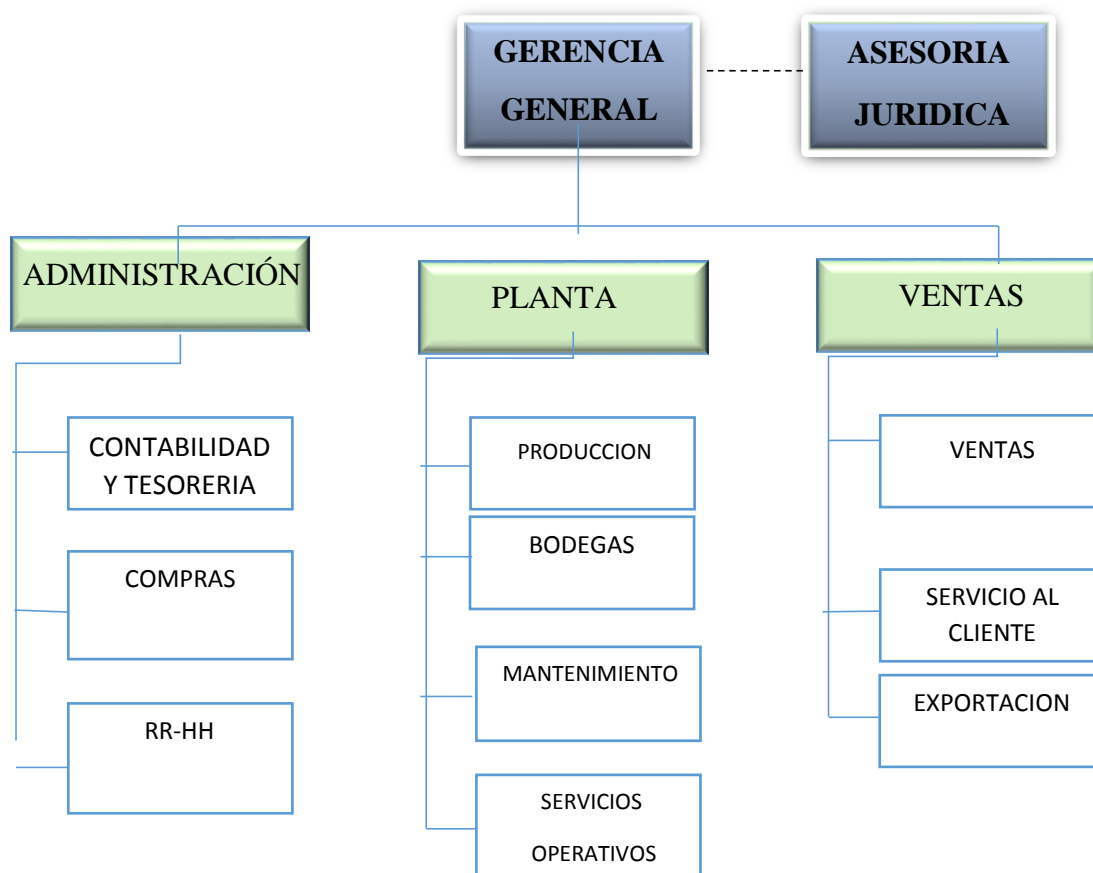 GERENCIA
GENERAL
ASESORIA
JURIDICA
ADMINISTRACIÓN
PLANTA
VENTAS
CONTABILIDAD
Y TESORERIA
COMPRAS
RR-HH
PRODUCCION
BODEGAS
MANTENIMIENTO
SERVICIOS
OPERATIVOS
VENTAS
SERVICIO AL
CLIENTE
EXPORTACION